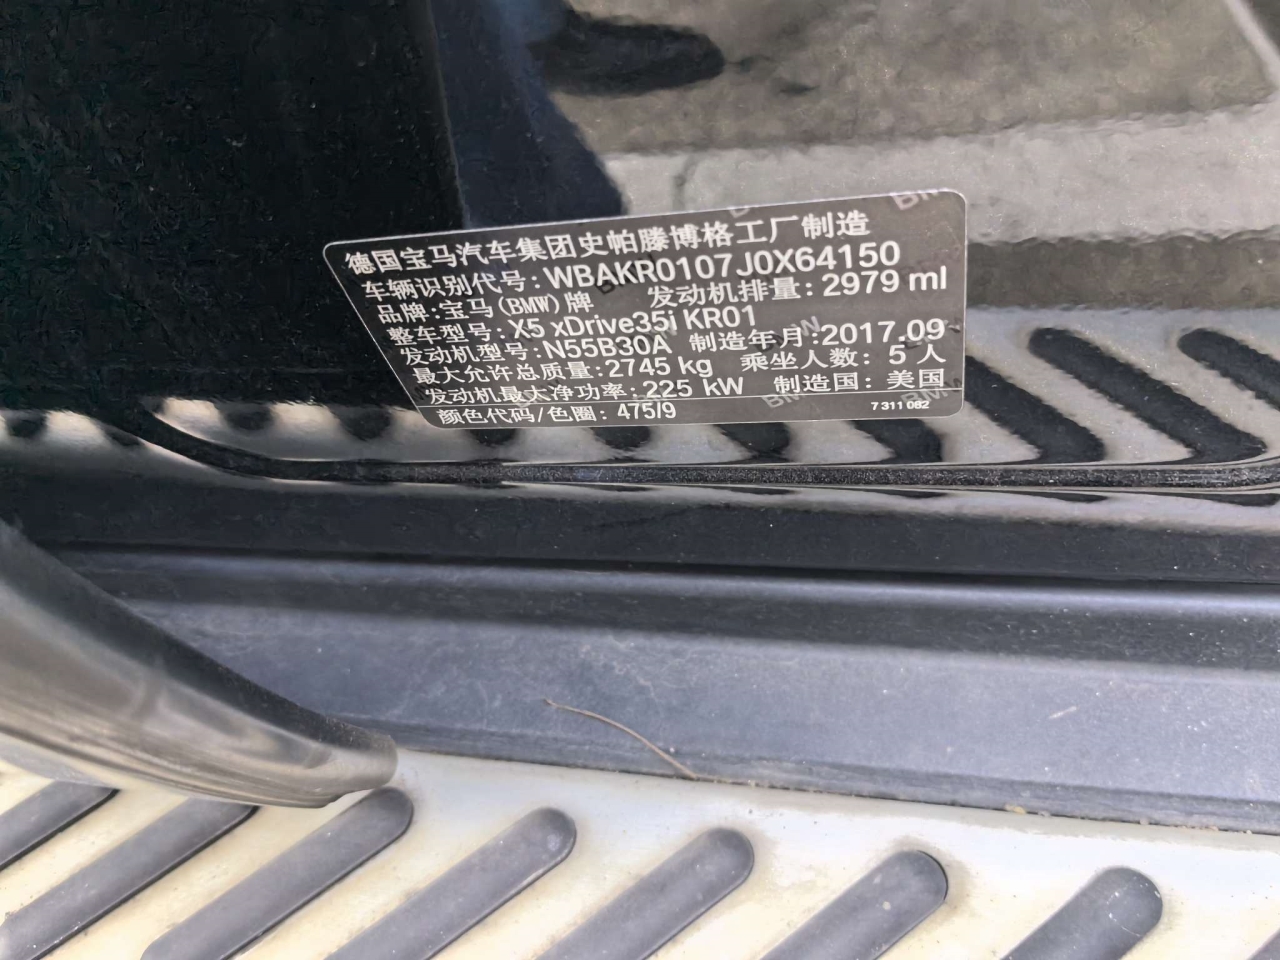 德国宝马汽车集团史帕滕博格工厂制造
车辆识别代号: WBAKR0107J0X64150
品牌: 宝马(BMW)牌 发动机排量: 2979 ml
整车型号: X5 xDrive35i KR01
发动机型号: N55B30A 制造年月: 2017.09
最大允许总质量: 2745 kg 乘坐人数: 5 人
发动机最大净功率: 225 kW 制造国: 美国
颜色代码/色圈: 475/9 7 311 082